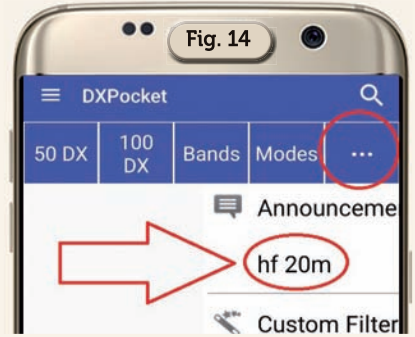 Fig. 14
DXPocket
50 DX
100
DX
Bands
Modes
...
Announceme
hf 20m
Custom Filter